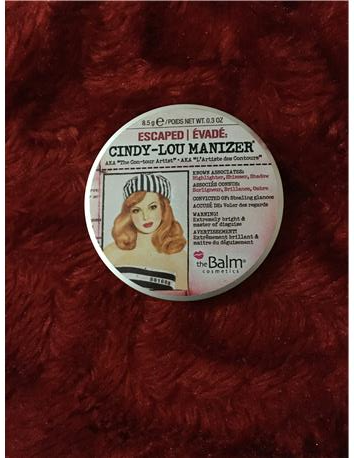 8.5 g ℮ /POIDS NET WT. 0.3 OZ
ESCAPED | ÉVADÉ:
CINDY-LOU MANIZER®
AKA "The Con-tour Artist" • AKA "L'Artiste des Contours"
KNOWN ASSOCIATES:
Highlighter, Shimmer, Shadow
ASSOCIÉS CONNUS:
Surligneur, Brillance, Ombre
CONVICTED OF: Stealing glances
ACCUSÉ DE: Voler des regards
WARNING!
Extremely bright &
master of disguise
AVERTISSEMENT!
Extrêmement brillant &
maître du déguisement
theBalm®
cosmetics